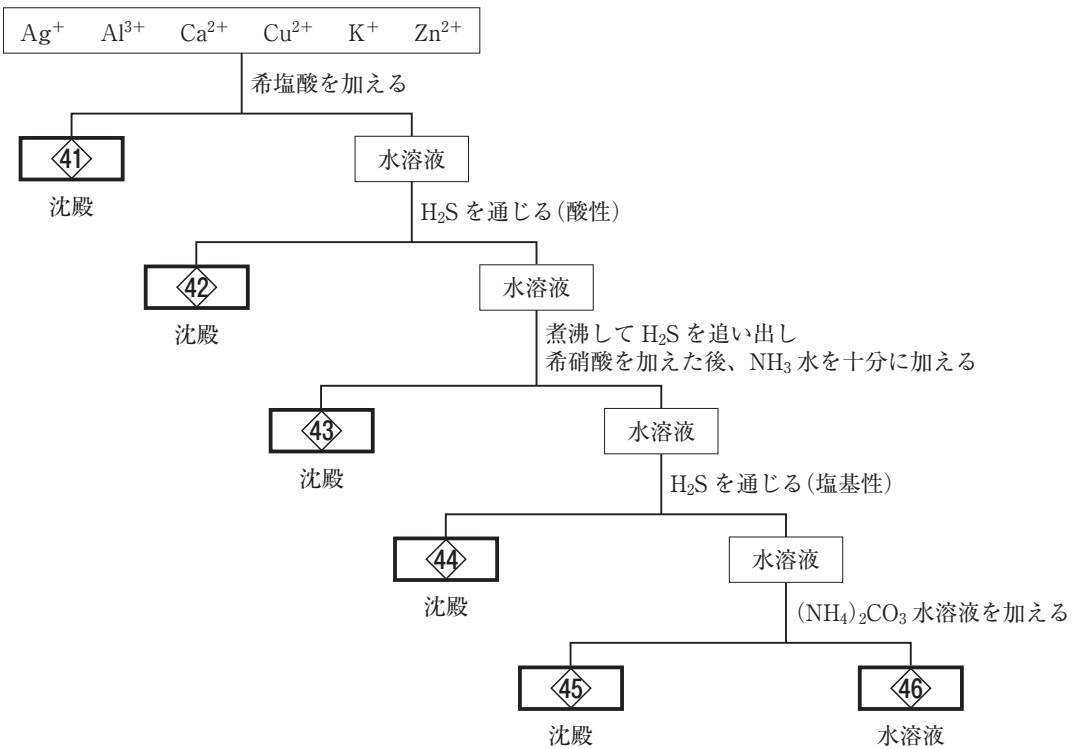 Ag⁺ Al³⁺ Ca²⁺ Cu²⁺ K⁺ Zn²⁺
希塩酸を加える
41
水溶液
沈殿
H₂S を通じる(酸性)
42
水溶液
沈殿
煮沸して H₂S を追い出し
希硝酸を加えた後、NH₃ 水を十分に加える
43
水溶液
沈殿
H₂S を通じる(塩基性)
44
水溶液
沈殿
(NH₄)₂CO₃ 水溶液を加える
45
46
沈殿
水溶液